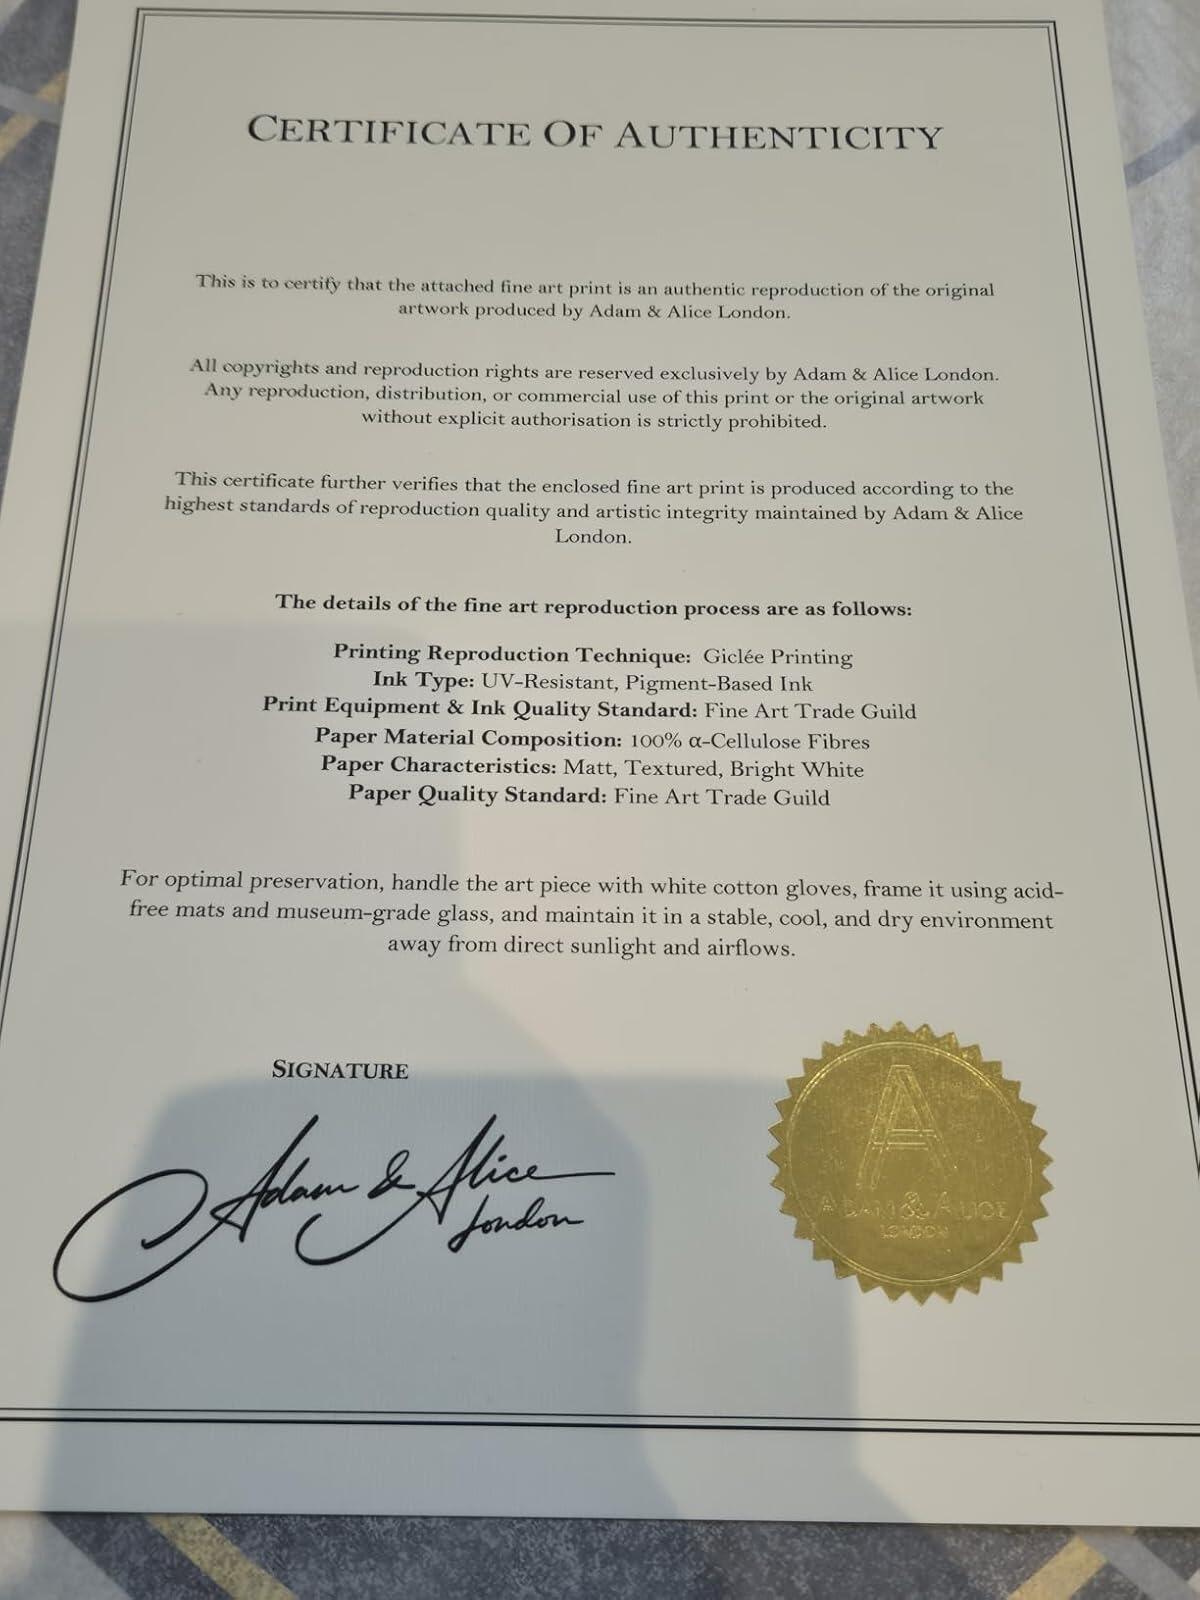 CERTIFICATE OF AUTHENTICITY
This is to certify that the attached fine art print is an authentic reproduction of the original
artwork produced by Adam & Alice London.
All copyrights and reproduction rights are reserved exclusively by Adam & Alice London.
Any reproduction, distribution, or commercial use of this print or the original artwork
without explicit authorisation is strictly prohibited.
This certificate further verifies that the enclosed fine art print is produced according to the
highest standards of reproduction quality and artistic integrity maintained by Adam & Alice
London.
The details of the fine art reproduction process are as follows:
Printing Reproduction Technique: Giclée Printing
Ink Type: UV-Resistant, Pigment-Based Ink
Print Equipment & Ink Quality Standard: Fine Art Trade Guild
Paper Material Composition: 100% α-Cellulose Fibres
Paper Characteristics: Matt, Textured, Bright White
Paper Quality Standard: Fine Art Trade Guild
For optimal preservation, handle the art piece with white cotton gloves, frame it using acid-
free mats and museum-grade glass, and maintain it in a stable, cool, and dry environment
away from direct sunlight and airflows.
SIGNATURE
Adam & Alice
London
A
ADAM & ALICE
LONDON